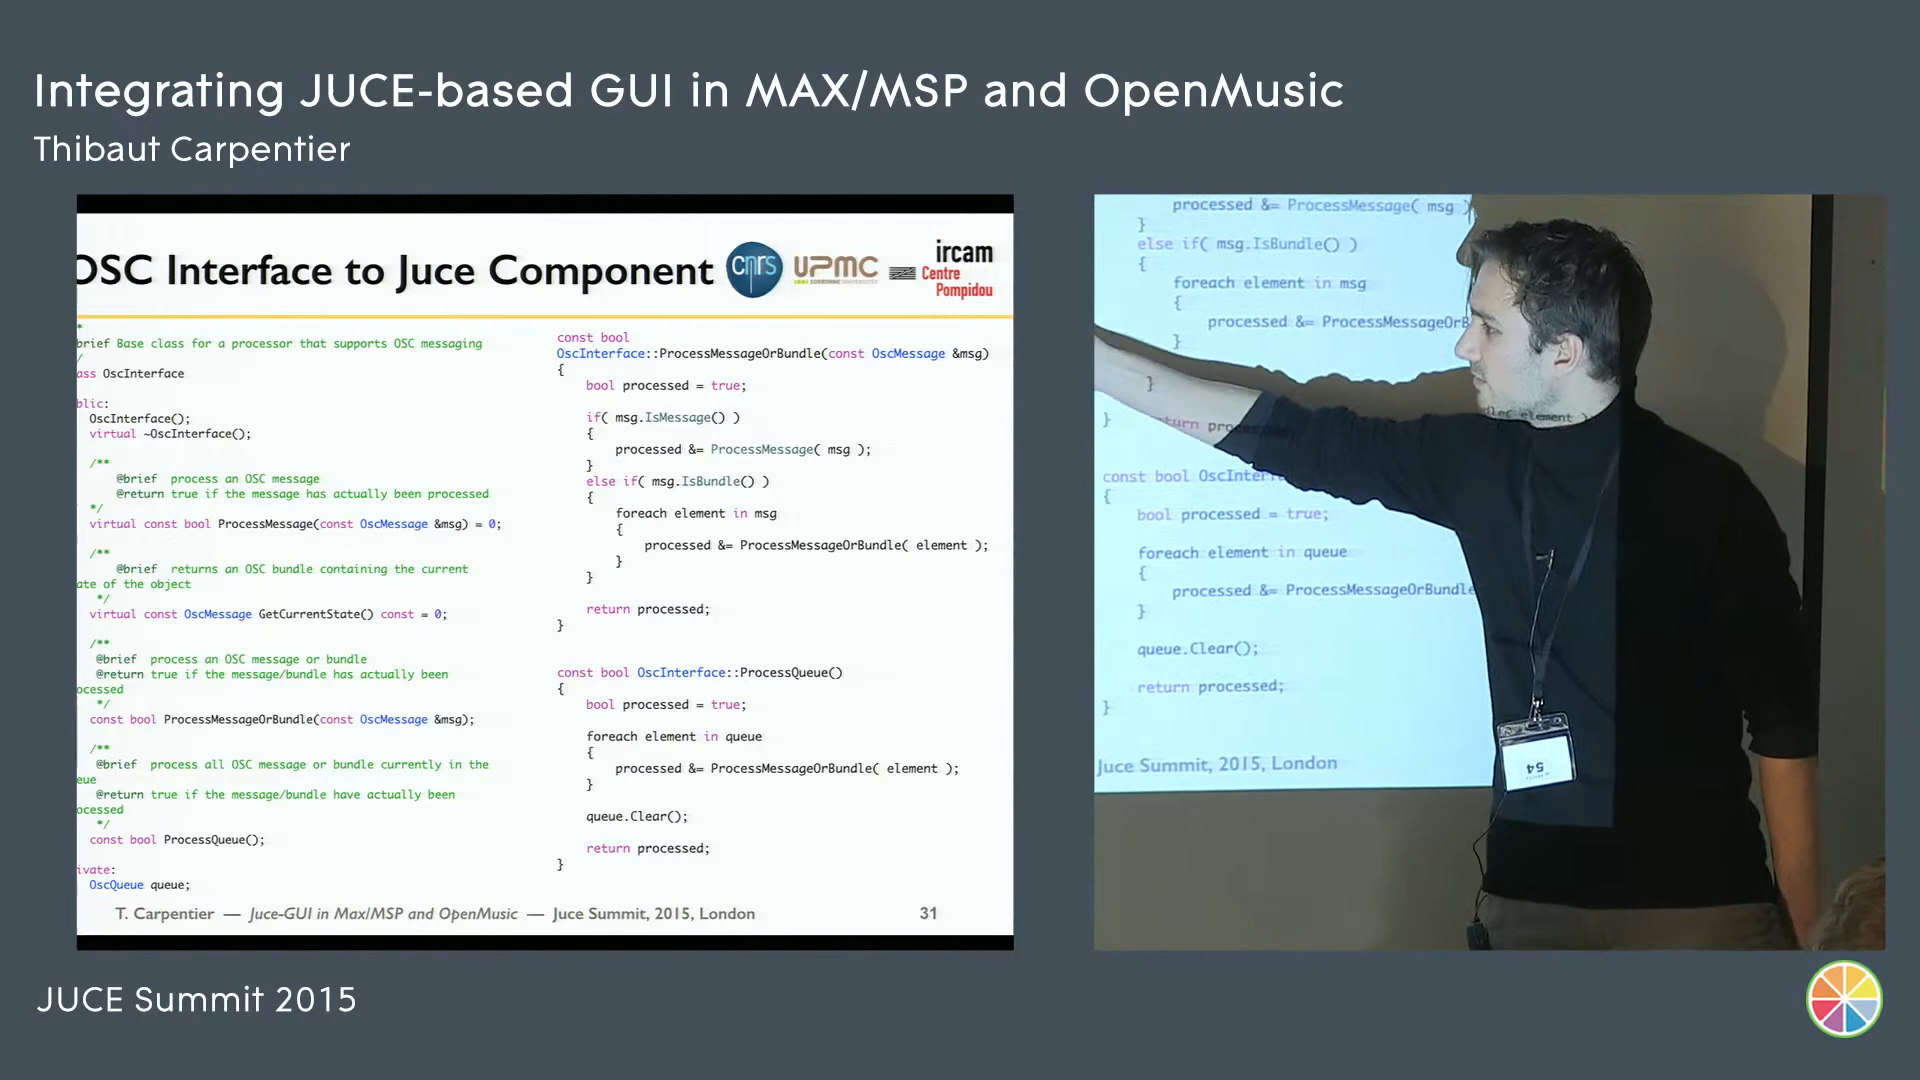 Integrating JUCE-based GUI in MAX/MSP and OpenMusic
Thibaut Carpentier
OSC Interface to Juce Component
cnrs
UPMC
ircam
Centre
Pompidou
*
brief Base class for a processor that supports OSC messaging
/
ass OscInterface
blic:
OscInterface();
virtual ~OscInterface();
/**
@brief process an OSC message
@return true if the message has actually been processed
*/
virtual const bool ProcessMessage(const OscMessage &msg) = 0;
/**
@brief returns an OSC bundle containing the current
ate of the object
*/
virtual const OscMessage GetCurrentState() const = 0;
/**
@brief process an OSC message or bundle
@return true if the message/bundle has actually been
ocessed
*/
const bool ProcessMessageOrBundle(const OscMessage &msg);
/**
@brief process all OSC message or bundle currently in the
eue
@return true if the message/bundle have actually been
ocessed
*/
const bool ProcessQueue();
ivate:
OscQueue queue;
const bool
OscInterface::ProcessMessageOrBundle(const OscMessage &msg)
{
bool processed = true;
if( msg.IsMessage() )
{
processed &= ProcessMessage( msg );
}
else if( msg.IsBundle() )
{
foreach element in msg
{
processed &= ProcessMessageOrBundle( element );
}
}
return processed;
}
const bool OscInterface::ProcessQueue()
{
bool processed = true;
foreach element in queue
{
processed &= ProcessMessageOrBundle( element );
}
queue.Clear();
return processed;
}
T. Carpentier — Juce-GUI in Max/MSP and OpenMusic — Juce Summit, 2015, London
31
processed &= ProcessMessage( msg )
}
else if( msg.IsBundle() )
{
foreach element in msg
{
processed &= ProcessMessageOrB
}
}
turn proce
}
const bool OscInter
{
bool processed = true;
foreach element in queue
{
processed &= ProcessMessageOrBundle
}
queue.Clear();
return processed;
}
Juce Summit, 2015, London
54
JUCE Summit 2015